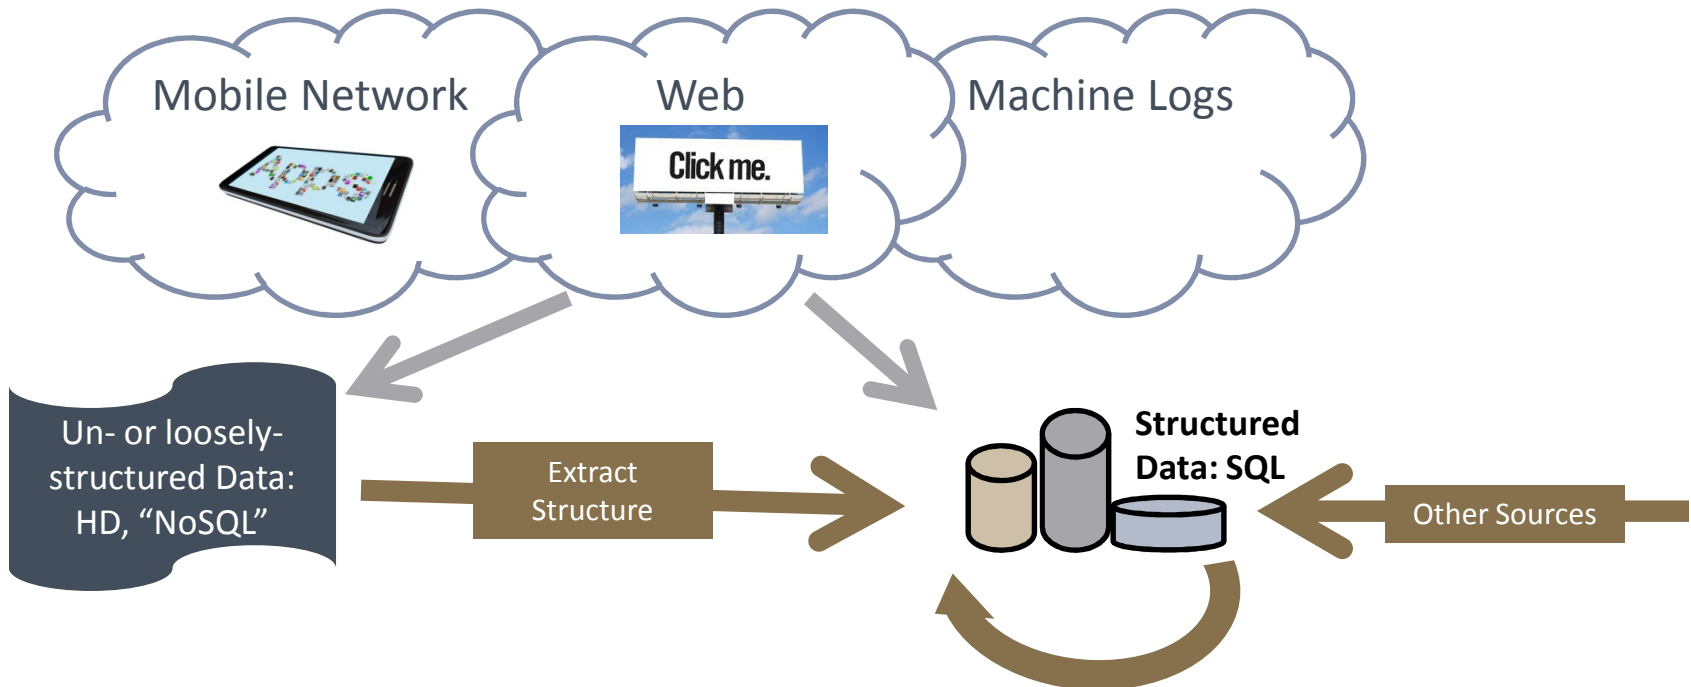 Mobile Network
Web
Machine Logs
Apps
Click me.
Un- or loosely-
structured Data:
HD, “NoSQL”
Extract
Structure
Structured
Data: SQL
Other Sources